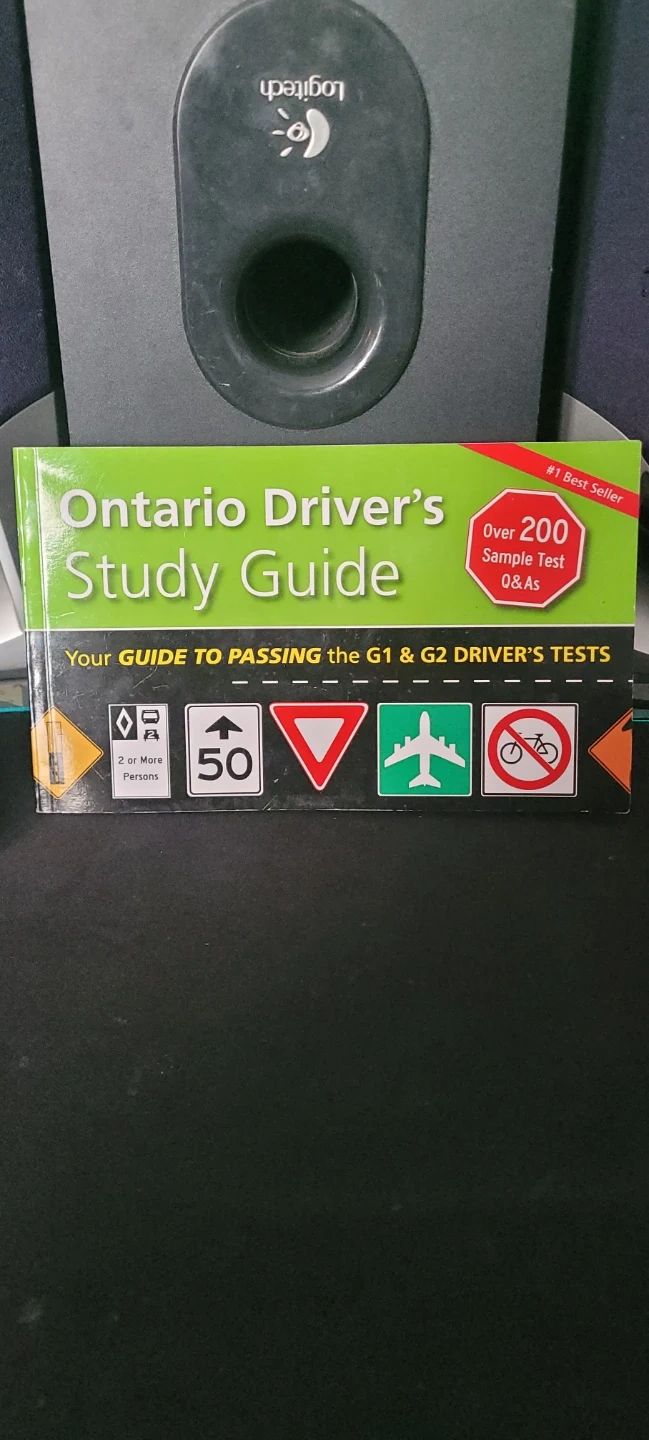 Logitech
#1 Best Seller
Ontario Driver's
Study Guide
Over 200
Sample Test
Q&As
Your GUIDE TO PASSING the G1 & G2 DRIVER'S TESTS
2
2 or More
Persons
50